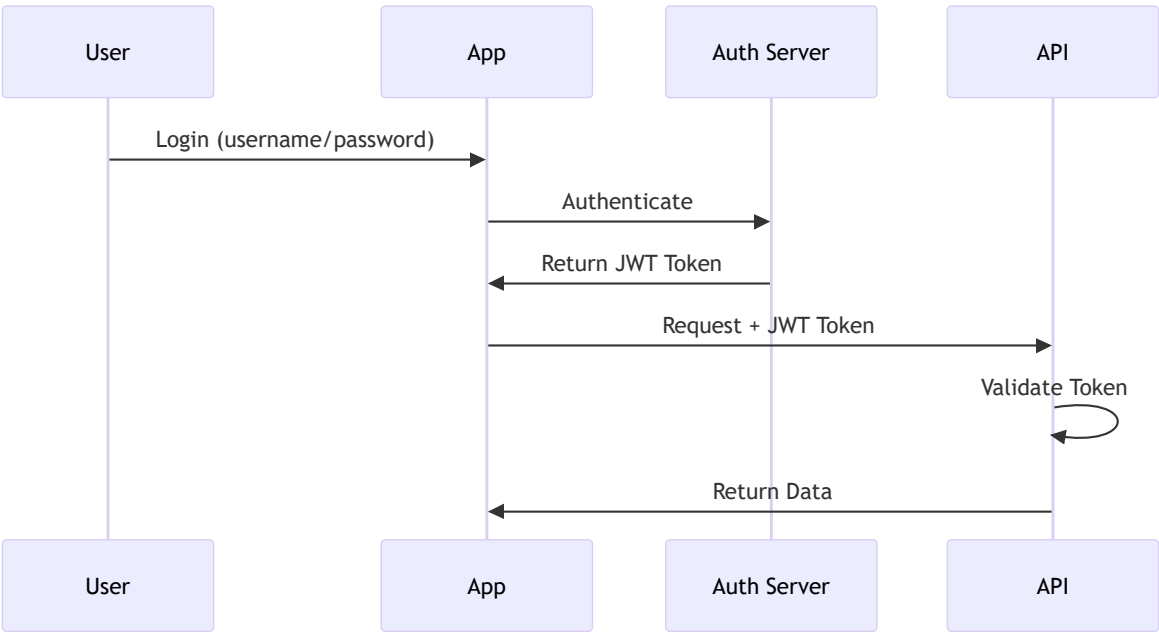 User
App
Auth Server
API
Login (username/password)
Authenticate
Return JWT Token
Request + JWT Token
Validate Token
Return Data
User
App
Auth Server
API